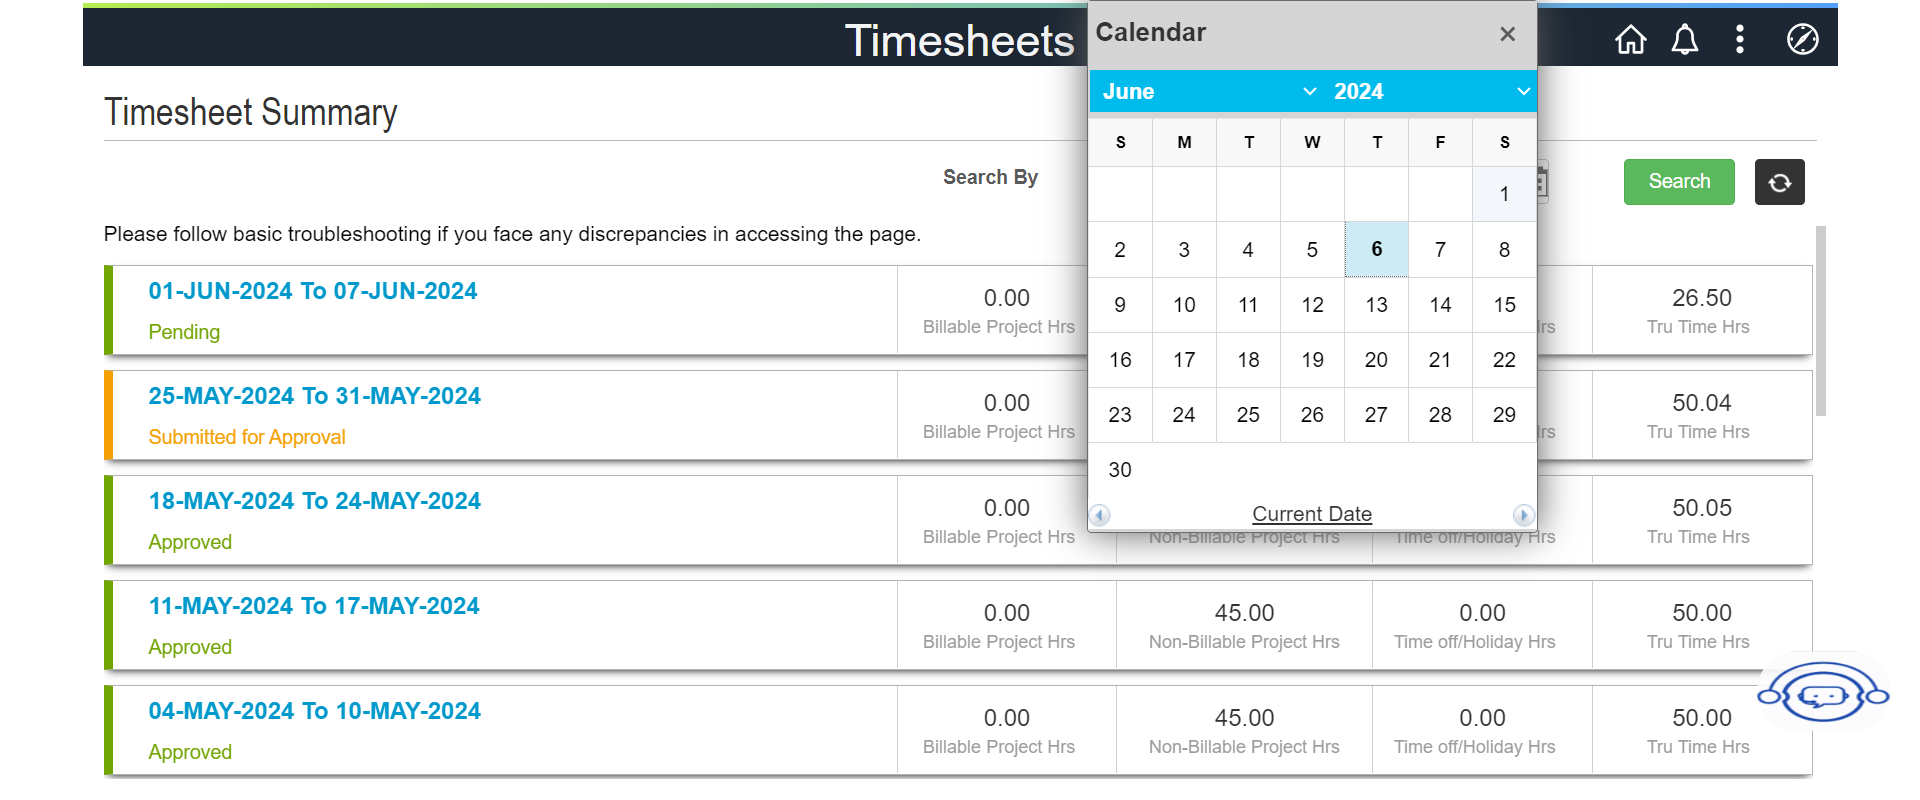 Timesheets
Calendar
×
June 2024
S M T W T F S
1
2 3 4 5 6 7 8
9 10 11 12 13 14 15
16 17 18 19 20 21 22
23 24 25 26 27 28 29
30
Current Date
Timesheet Summary
Search By
Search
Please follow basic troubleshooting if you face any discrepancies in accessing the page.
01-JUN-2024 To 07-JUN-2024
Pending
0.00
Billable Project Hrs
rs
26.50
Tru Time Hrs
25-MAY-2024 To 31-MAY-2024
Submitted for Approval
0.00
Billable Project Hrs
rs
50.04
Tru Time Hrs
18-MAY-2024 To 24-MAY-2024
Approved
0.00
Billable Project Hrs
Non-Billable Project Hrs
Time off/Holiday Hrs
50.05
Tru Time Hrs
11-MAY-2024 To 17-MAY-2024
Approved
0.00
Billable Project Hrs
45.00
Non-Billable Project Hrs
0.00
Time off/Holiday Hrs
50.00
Tru Time Hrs
04-MAY-2024 To 10-MAY-2024
Approved
0.00
Billable Project Hrs
45.00
Non-Billable Project Hrs
0.00
Time off/Holiday Hrs
50.00
Tru Time Hrs